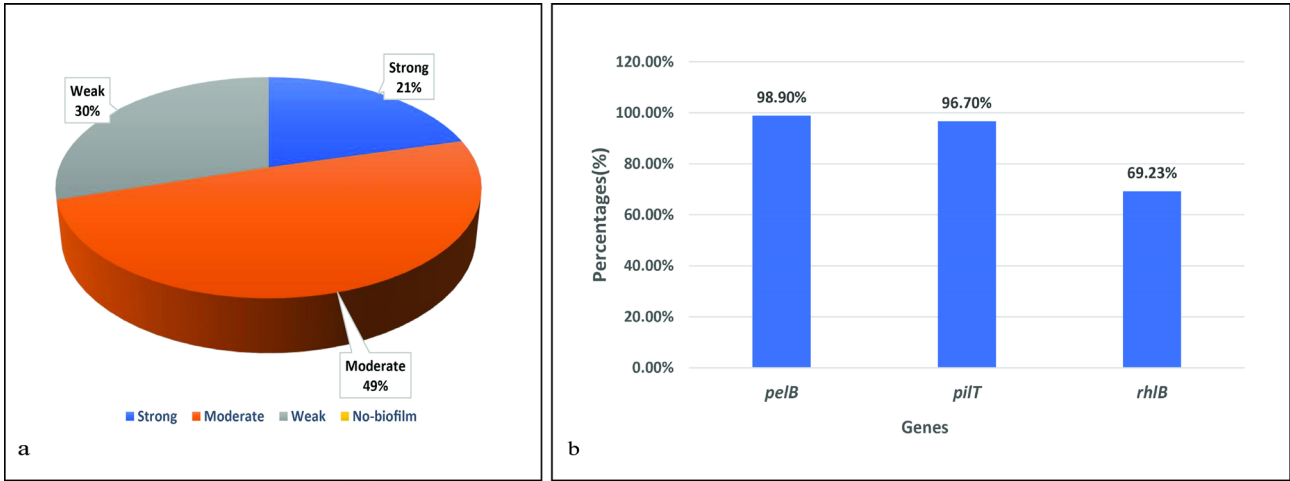 Strong
21%
Weak
30%
Moderate
49%
Strong Moderate Weak No-biofilm
a
120.00%
100.00%
80.00%
60.00%
40.00%
20.00%
0.00%
Percentages(%)
98.90%
96.70%
69.23%
pelB pilT rhlB
Genes
b